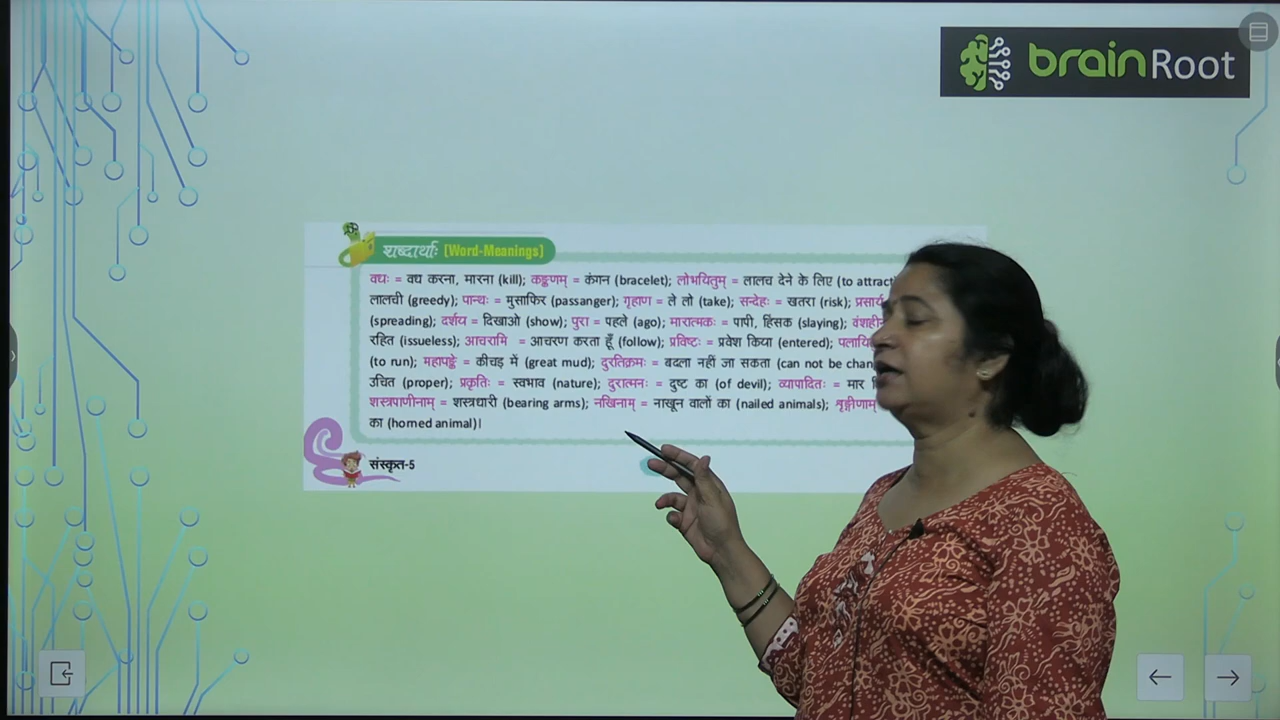 brainRoot
शब्दार्थाः [Word-Meanings]
वधः = वध करना, मारना (kill); कङ्कणम् = कंगन (bracelet); लोभयितुम् = लालच देने के लिए (to attract)
लालची (greedy); पान्थः = मुसाफिर (passanger); गृहाण = ले लो (take); सन्देहः = खतरा (risk);
(spreading); दर्शय = दिखाओ (show); पुरा = पहले (ago); मारात्मकः = पापी, हिंसक (slaying);
रहित (issueless); आचरामि = आचरण करता हूँ (follow); प्रविष्टः = प्रवेश किया (entered);
(to run); महापङ्के = कीचड़ में (great mud); दुरतिक्रमः = बदला नहीं जा सकता (can not be
उचित (proper); प्रकृतिः = स्वभाव (nature); दुरात्मनः = दुष्ट का (of devil); व्यापादितः = मार
शस्त्रपाणीनाम् = शस्त्रधारी (bearing arms); नखिनाम् = नाखून वालों का (nailed animals); शृङ्गीणाम्
का (horned animal)।
संस्कृत-5